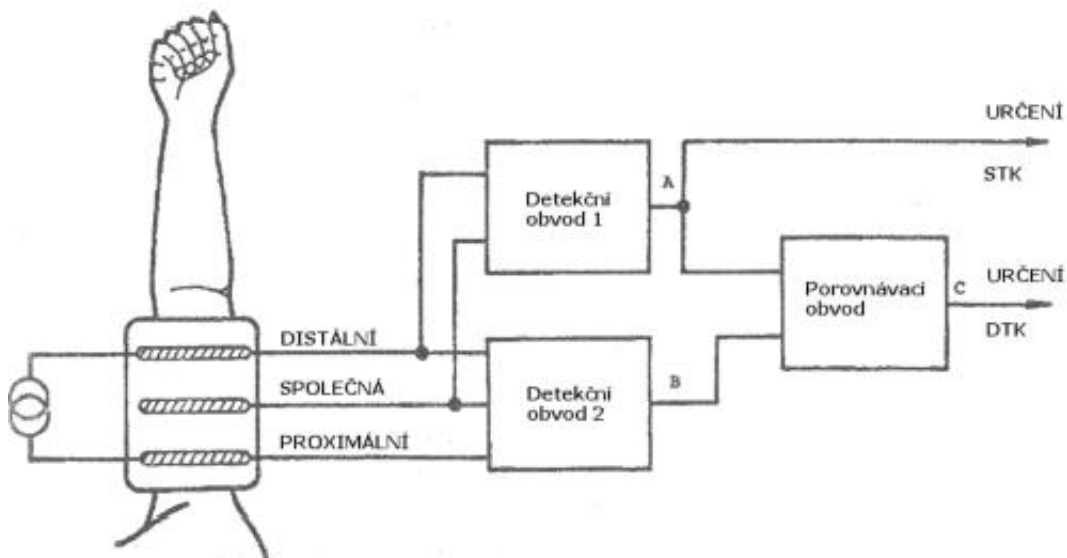 URČENÍ
STK
A
Detekční
obvod 1
Porovnávací
obvod
C
URČENÍ
DTK
DISTÁLNÍ
SPOLEČNÁ
PROXIMÁLNÍ
Detekční
obvod 2
B